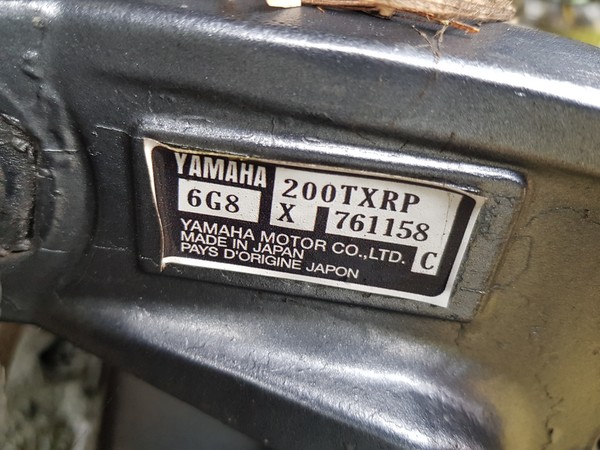 YAMAHA 200TXRP
6G8 X 761158
YAMAHA MOTOR CO.,LTD.
MADE IN JAPAN C
PAYS D'ORIGINE JAPON